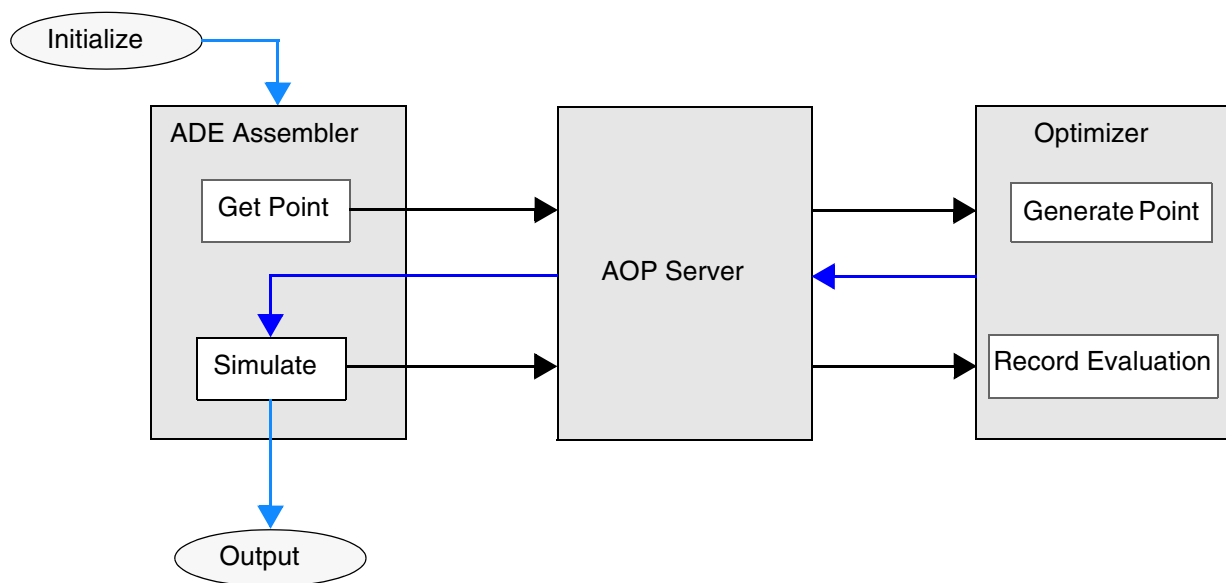 Initialize
ADE Assembler
Optimizer
Get Point
Generate Point
AOP Server
Simulate
Record Evaluation
Output